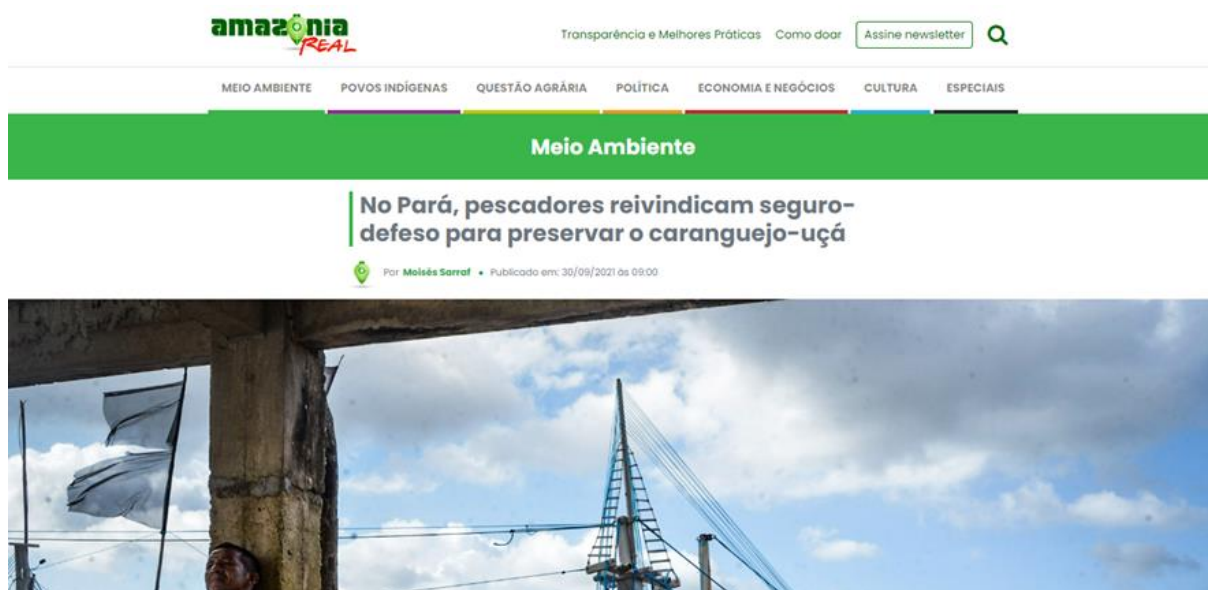 amazônia
REAL
Transparência e Melhores Práticas Como doar Assine newsletter
MEIO AMBIENTE POVOS INDÍGENAS QUESTÃO AGRÁRIA POLÍTICA ECONOMIA E NEGÓCIOS CULTURA ESPECIAIS
Meio Ambiente
No Pará, pescadores reivindicam seguro-
defeso para preservar o caranguejo-uçá
Por Moisés Sarraf • Publicado em: 30/09/2021 às 09:00